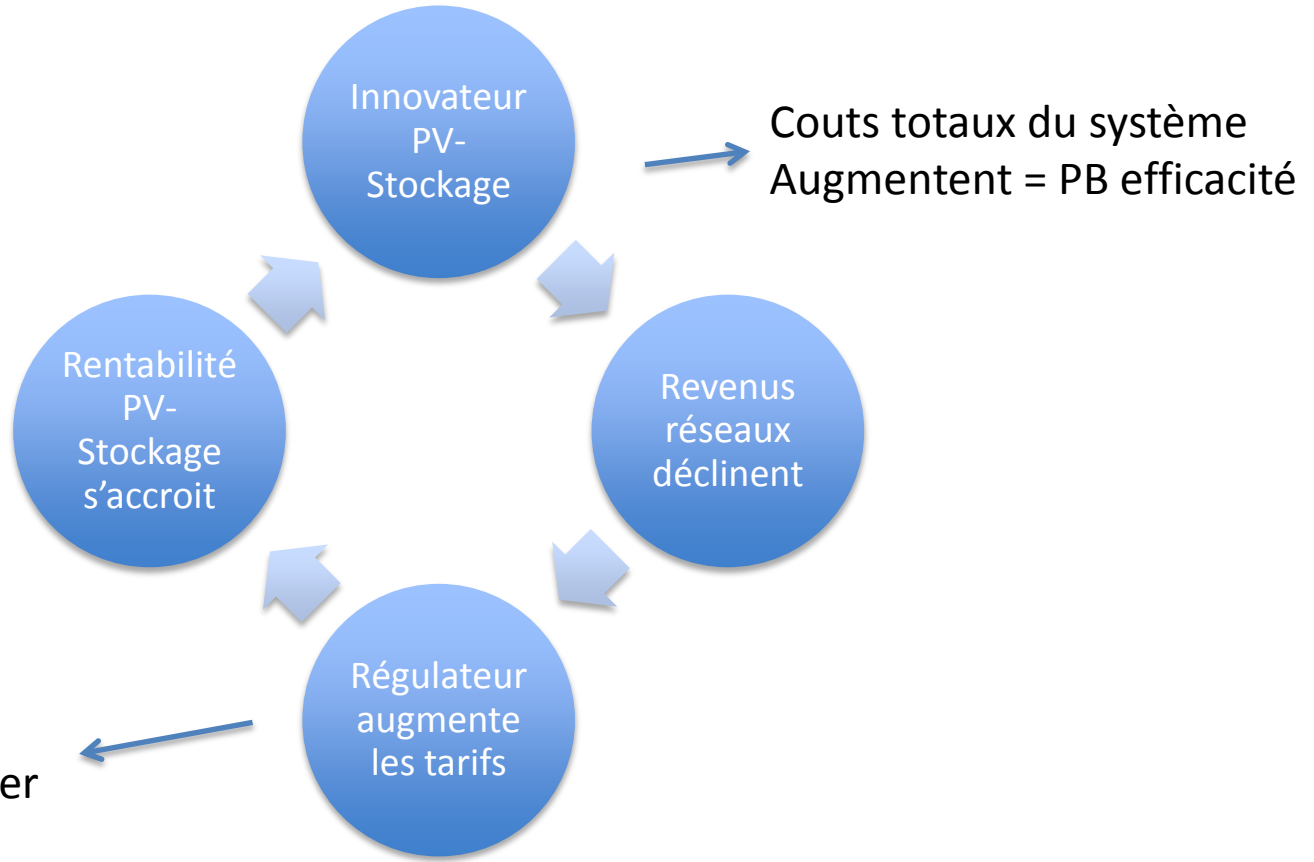 Innovateur
PV-
Stockage
Couts totaux du système
Augmentent = PB efficacité
Rentabilité
PV-
Stockage
s’accroit
Revenus
réseaux
déclinent
Régulateur
augmente
les tarifs
er